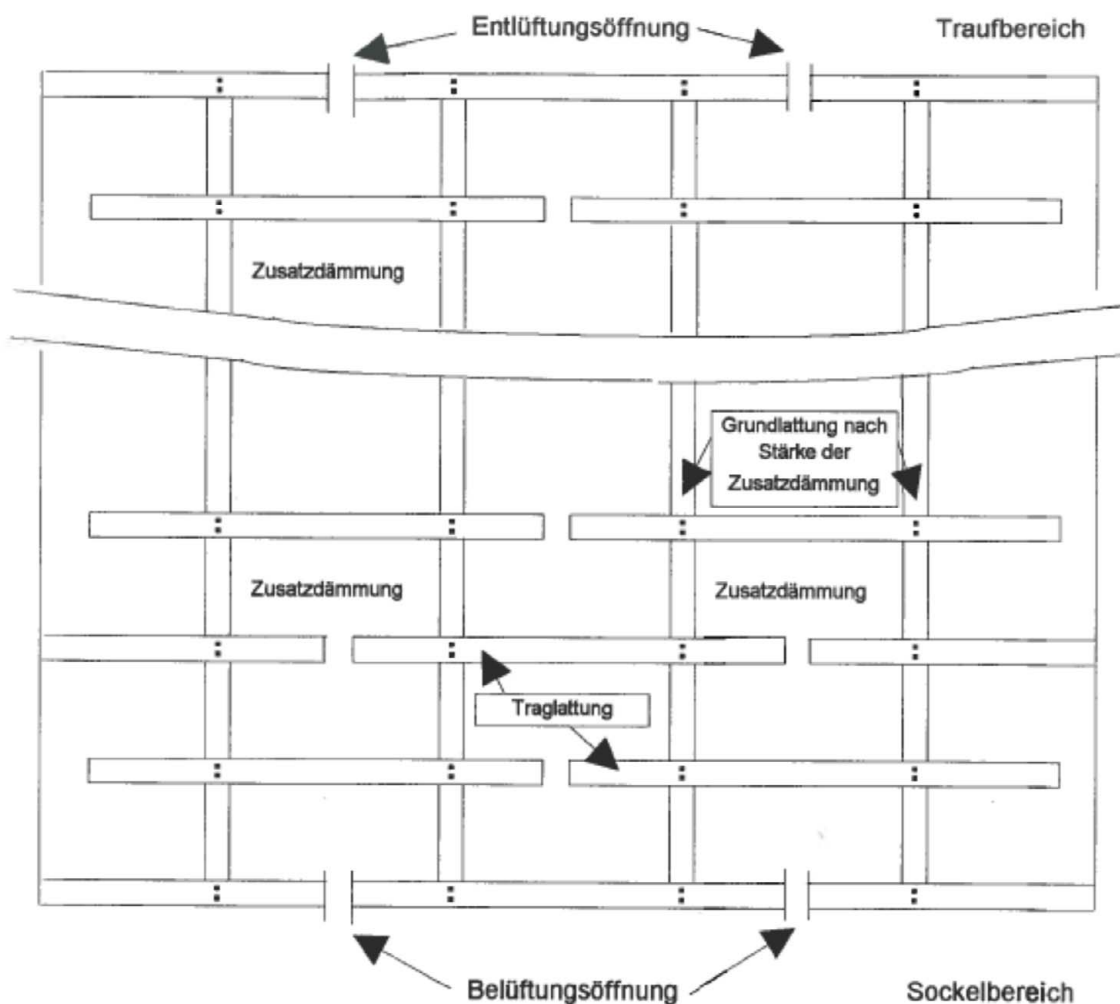 Entlüftungsöffnung
Traufbereich
Zusatzdämmung
Grundlattung nach
Stärke der
Zusatzdämmung
Zusatzdämmung
Zusatzdämmung
Traglattung
Belüftungsöffnung
Sockelbereich